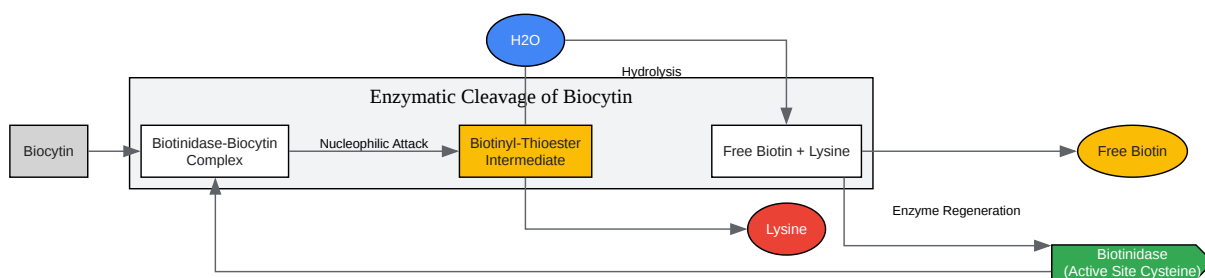 H2O
Hydrolysis
Enzymatic Cleavage of Biocytin
Biocytin
Biotinidase-Biocytin
Complex
Nucleophilic Attack
Biotinyl-Thioester
Intermediate
Free Biotin + Lysine
Free Biotin
Lysine
Enzyme Regeneration
Biotinidase
(Active Site Cysteine)